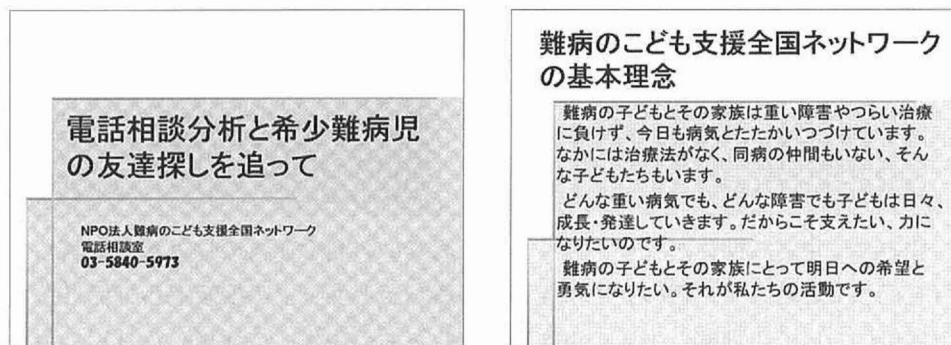 電話相談分析と希少難病児
の友達探しを追って
NPO法人難病のこども支援全国ネットワーク
電話相談室
03-5840-5973
難病のこども支援全国ネットワーク
の基本理念
難病の子どもとその家族は重い障害やつらい治療
に負けず、今日も病気とたたかいつづけています。
なかには治療法がなく、同病の仲間もいない、そん
な子どもたちもいます。
どんな重い病気でも、どんな障害でも子どもは日々、
成長・発達していきます。だからこそ支えたい、力に
なりたいのです。
難病の子どもとその家族にとって明日への希望と
勇気になりたい。それが私たちの活動です。